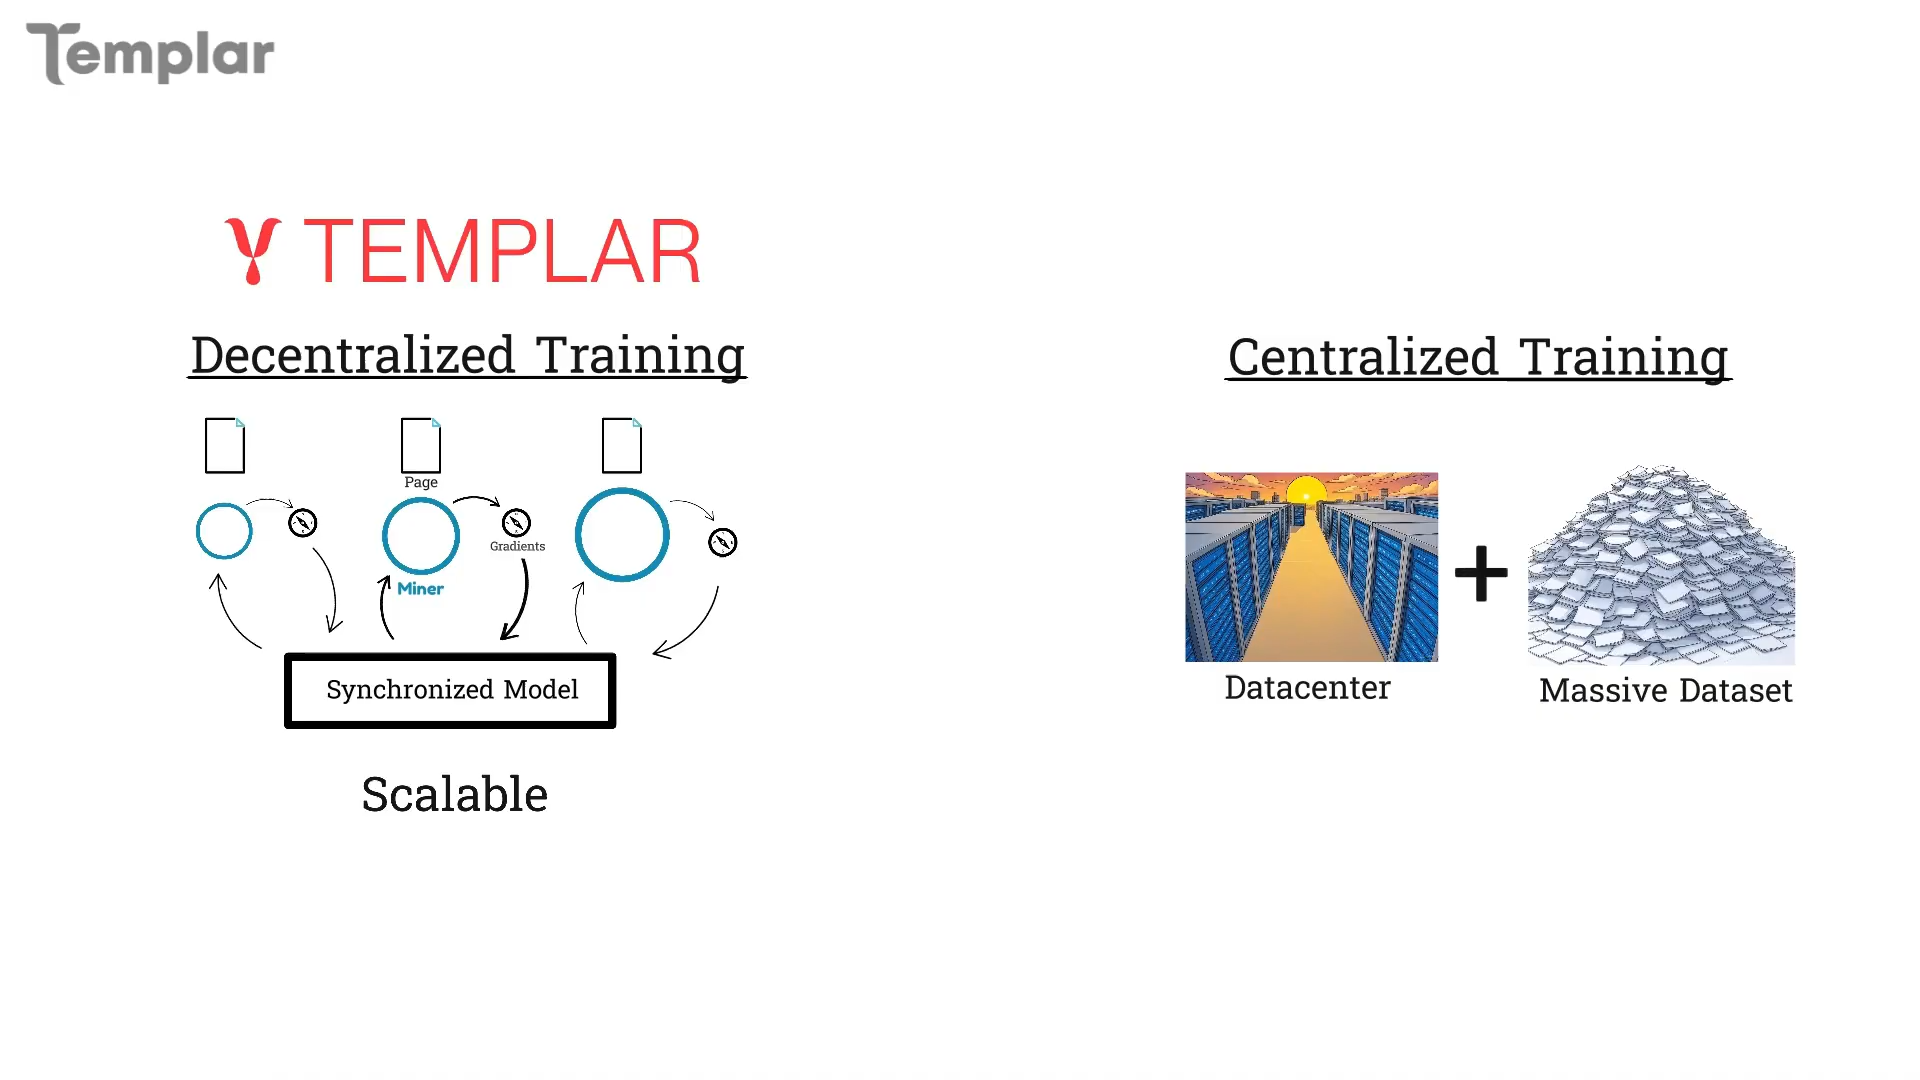 Templar
TEMPLAR
Decentralized Training
Page
Gradients
Miner
Synchronized Model
Scalable
Centralized Training
Datacenter
+
Massive Dataset